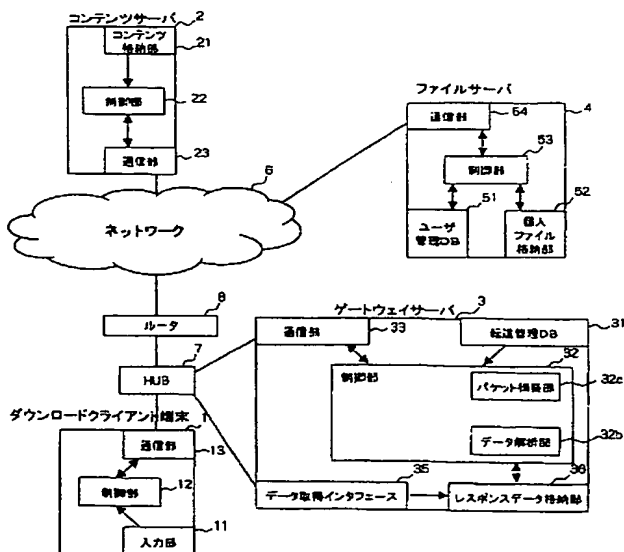 コンテンツサーバ
2
コンテンツ
格納部
21
制御部
22
通信部
23
ファイルサーバ
4
通信部
54
制御部
53
ユーザ
管理DB
51
個人
ファイル
格納部
52
6
ネットワーク
8
ルータ
7
HUB
ゲートウェイサーバ
3
通信部
33
転送管理DB
31
32
制御部
パケット捕獲部
32c
データ解析部
32b
35
データ取得インタフェース
36
レスポンスデータ格納部
ダウンロードクライアント端末
1
通信部
13
制御部
12
入力部
11